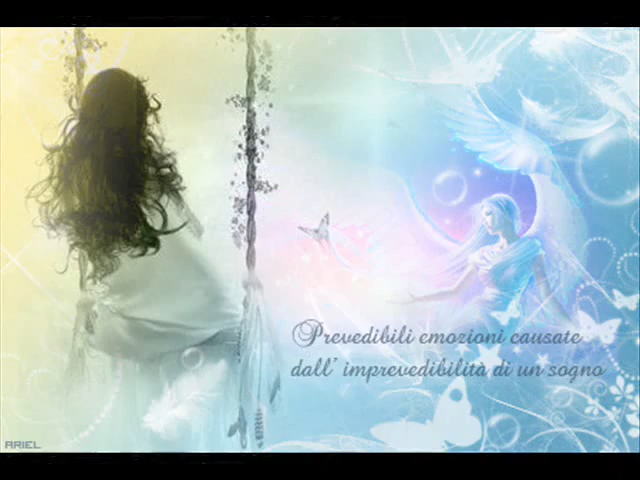 Prevedibili emozioni causate
dall' imprevedibilità di un sogno
ARIEL